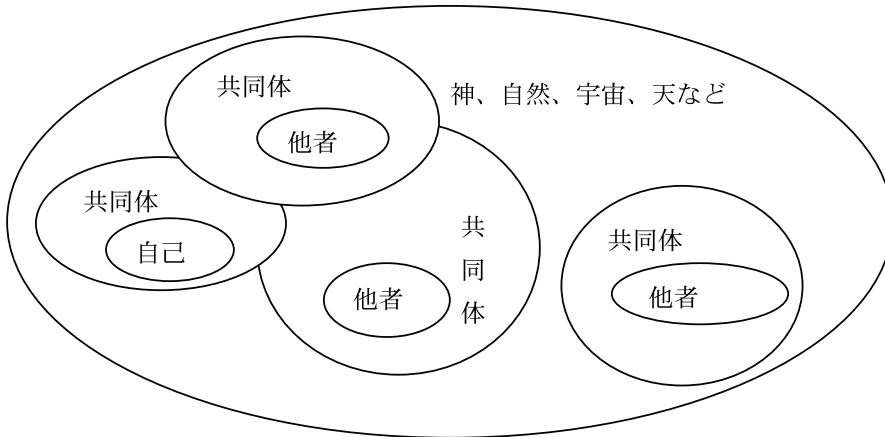 共同体
神、自然、宇宙、天など
他者
共同体
自己
共同体
他者
共同体
他者